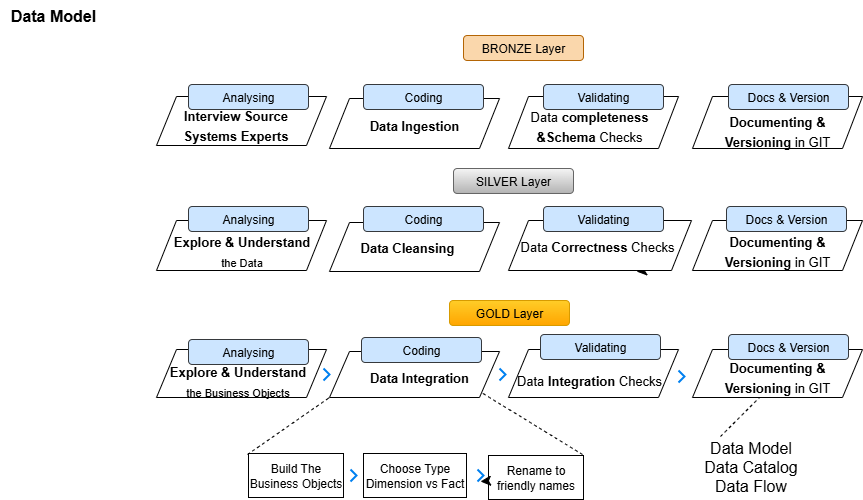 Data Model
BRONZE Layer
Analysing
Interview Source
Systems Experts
Coding
Data Ingestion
Validating
Data completeness
&Schema Checks
Docs & Version
Documenting &
Versioning in GIT
SILVER Layer
Analysing
Explore & Understand
the Data
Coding
Data Cleansing
Validating
Data Correctness Checks
Docs & Version
Documenting &
Versioning in GIT
GOLD Layer
Analysing
Explore & Understand
the Business Objects
Coding
Data Integration
Validating
Data Integration Checks
Docs & Version
Documenting &
Versioning in GIT
Build The
Business Objects
Choose Type
Dimension vs Fact
Rename to
friendly names
Data Model
Data Catalog
Data Flow